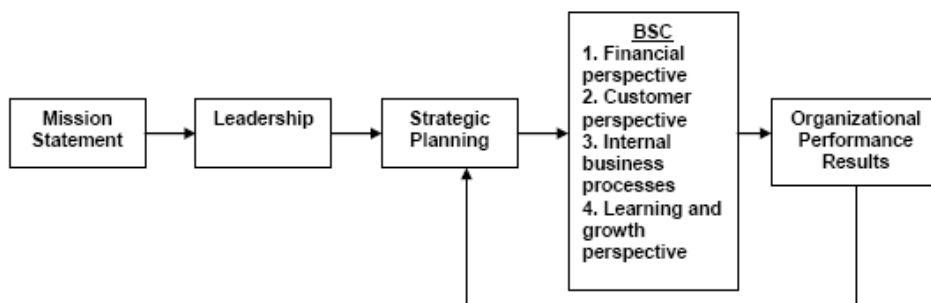 Mission
Statement
Leadership
Strategic
Planning
BSC
1. Financial
perspective
2. Customer
perspective
3. Internal
business
processes
4. Learning and
growth
perspective
Organizational
Performance
Results